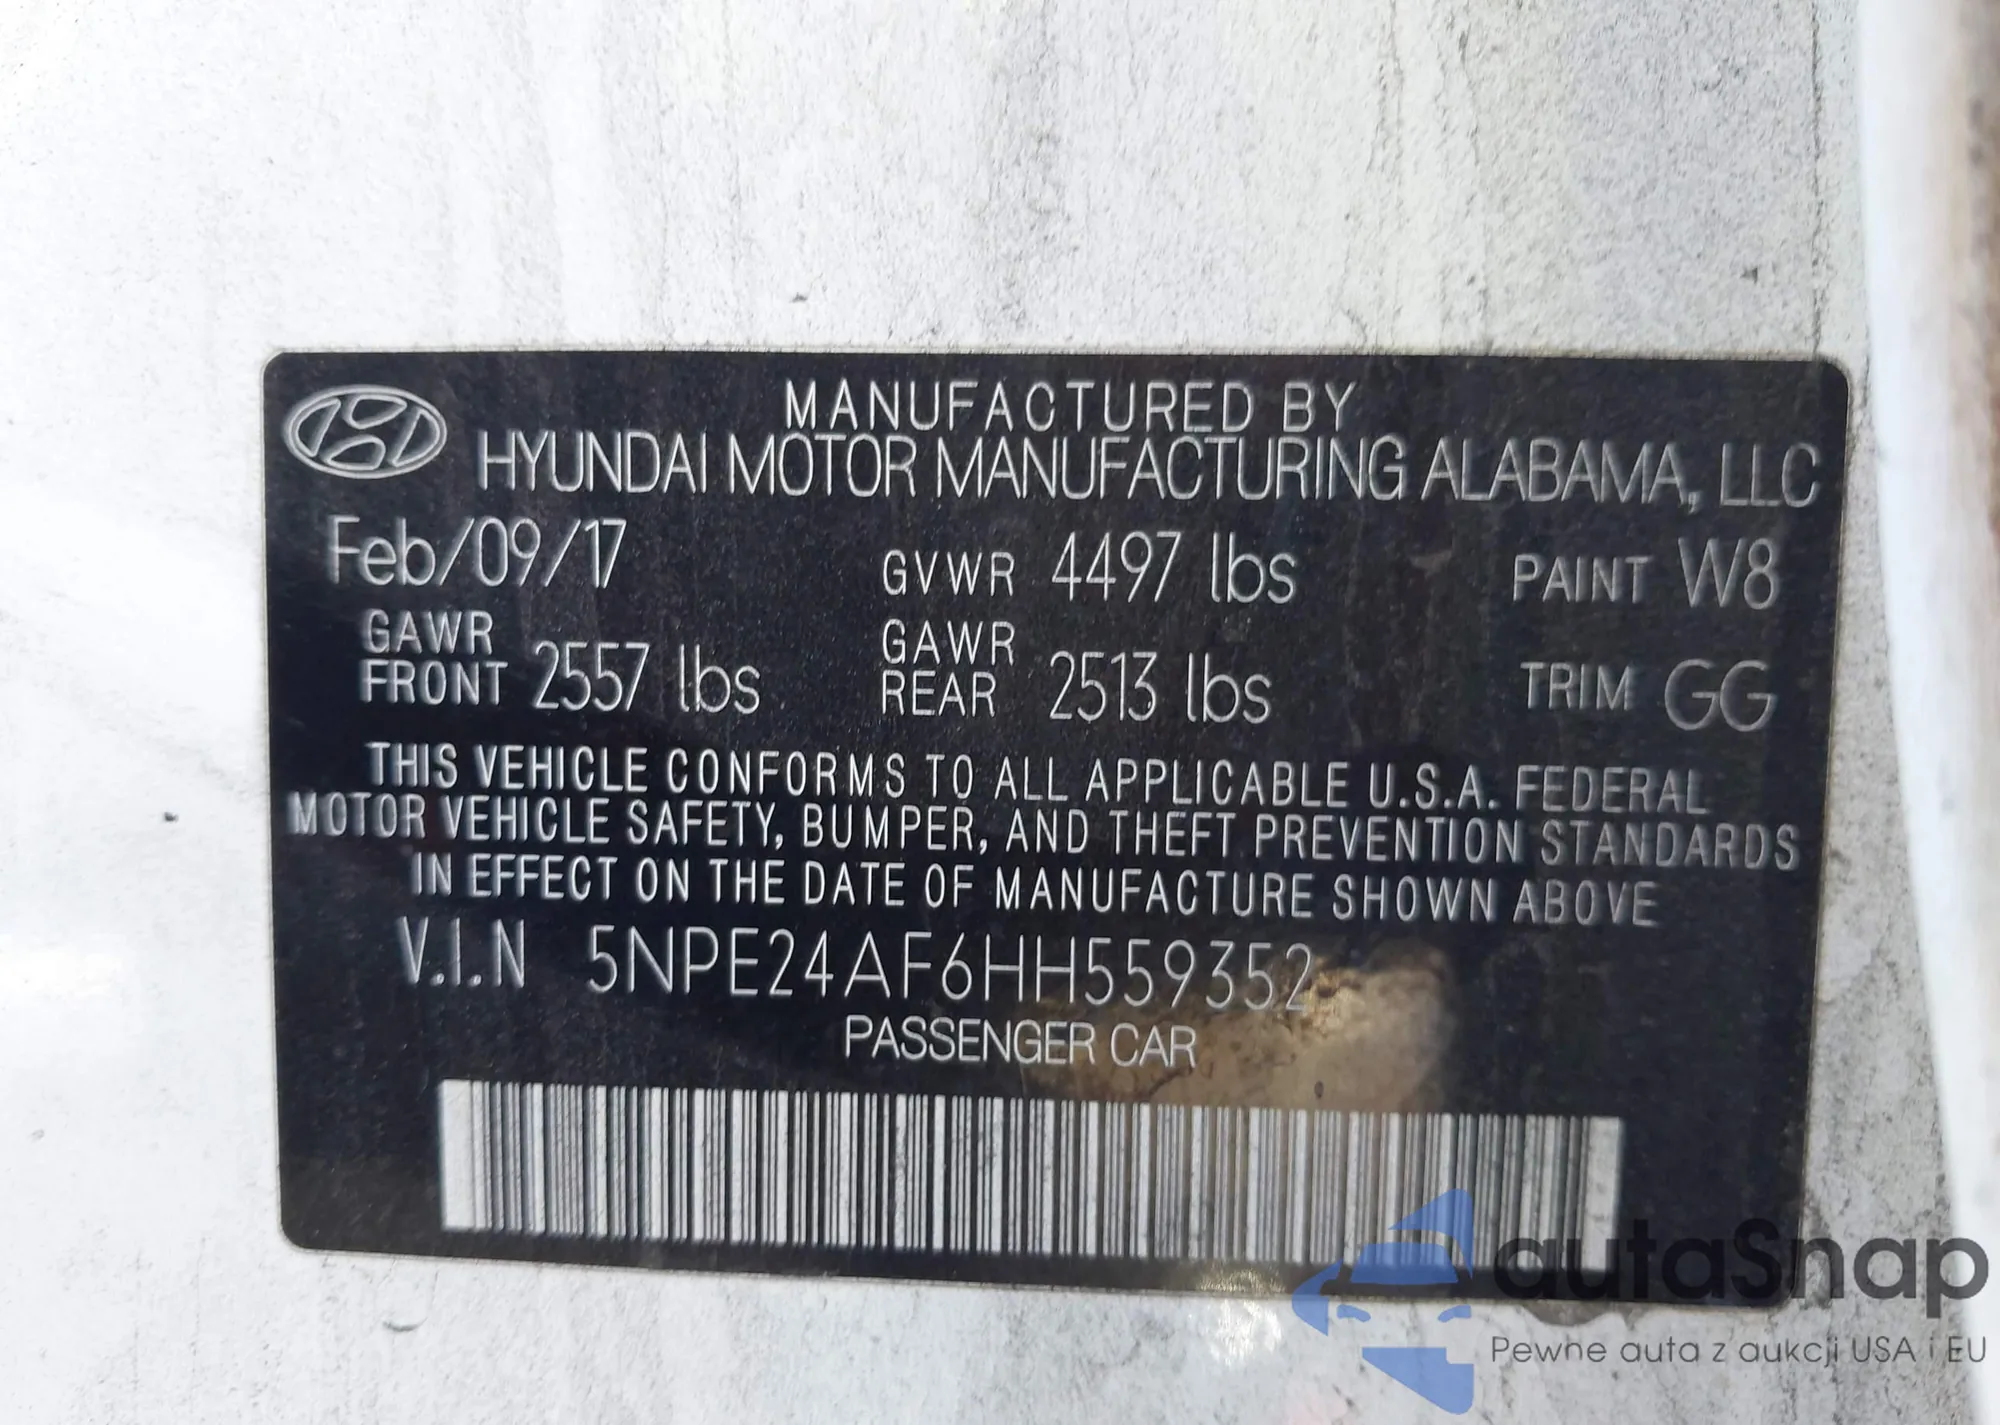 MANUFACTURED BY
HYUNDAI MOTOR MANUFACTURING ALABAMA, LLC
Feb/09/17 GVWR 4497 lbs PAINT W8
GAWR FRONT 2557 lbs GAWR REAR 2513 lbs TRIM GG
THIS VEHICLE CONFORMS TO ALL APPLICABLE U.S.A. FEDERAL
MOTOR VEHICLE SAFETY, BUMPER, AND THEFT PREVENTION STANDARDS
IN EFFECT ON THE DATE OF MANUFACTURE SHOWN ABOVE
V.I.N 5NPE24AF6HH559352
PASSENGER CAR
autaSnap
Pewne auta z aukcji USA i EU